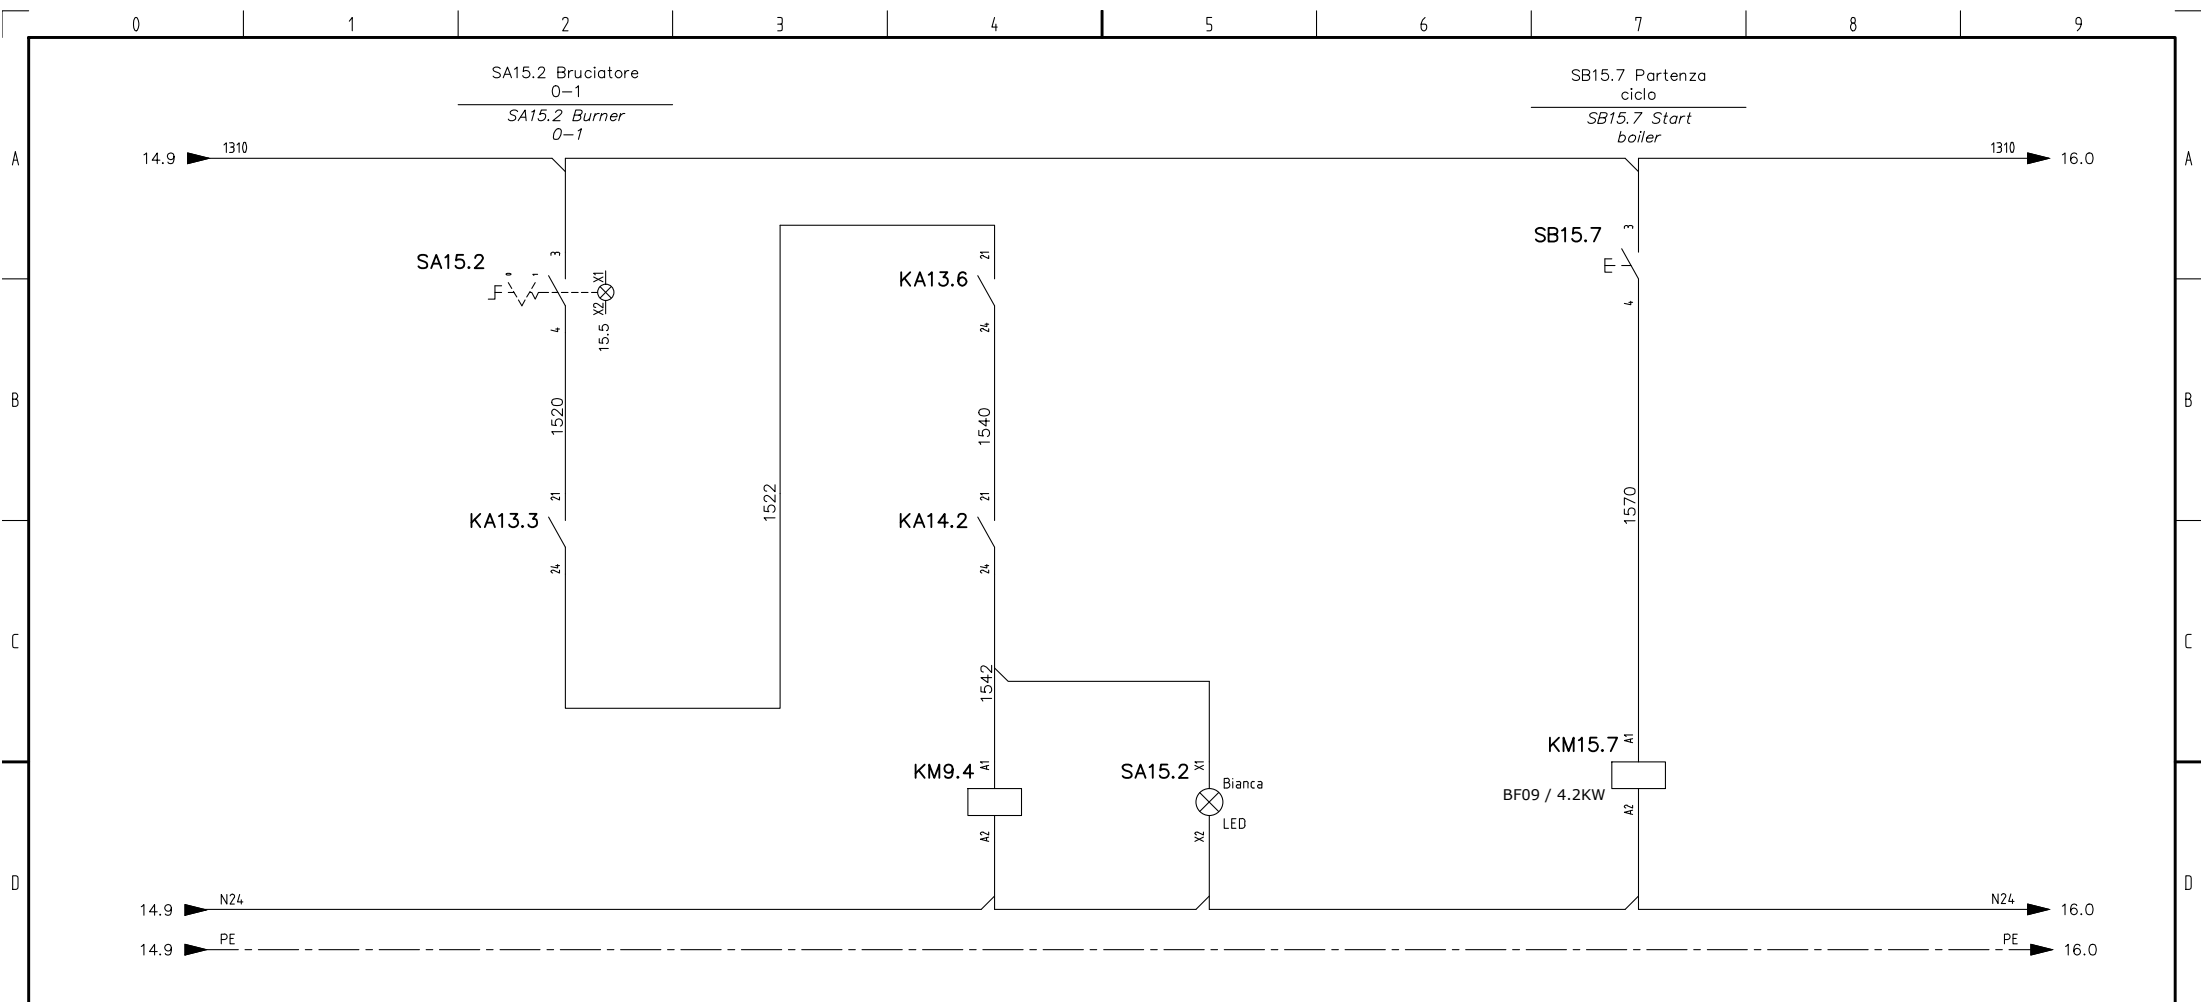 0 1 2 3 4 5 6 7 8 9
SA15.2 Bruciatore
0-1
SA15.2 Burner
0-1
SB15.7 Partenza
ciclo
SB15.7 Start
boiler
A
14.9
1310
1310
16.0
A
SA15.2
3
0
1
X1
X2
4
15.5
21
KA13.6
24
SB15.7
3
4
B
1520
1540
B
1522
1570
21
KA13.3
24
21
KA14.2
24
C
C
1542
KM9.4
A1
A2
SA15.2
X1
Bianca
LED
X2
KM15.7
A1
BF09 / 4.2KW
A2
D
D
14.9
N24
N24
16.0
14.9
PE
PE
16.0